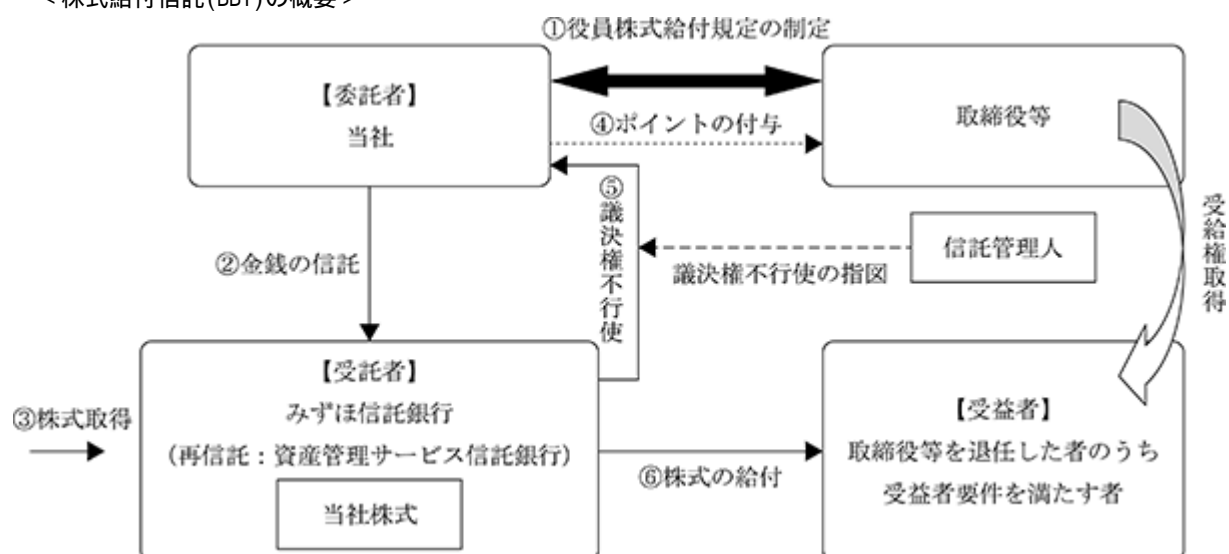 <株式給付信託(BBT)の概要>
①役員株式給付規定の制定
【委託者】
当社
取締役等
④ポイントの付与
⑤議決権不行使
受給権取得
信託管理人
②金銭の信託
議決権不行使の指図
【受託者】
みずほ信託銀行
(再信託:資産管理サービス信託銀行)
当社株式
③株式取得
⑥株式の給付
【受益者】
取締役等を退任した者のうち
受益者要件を満たす者